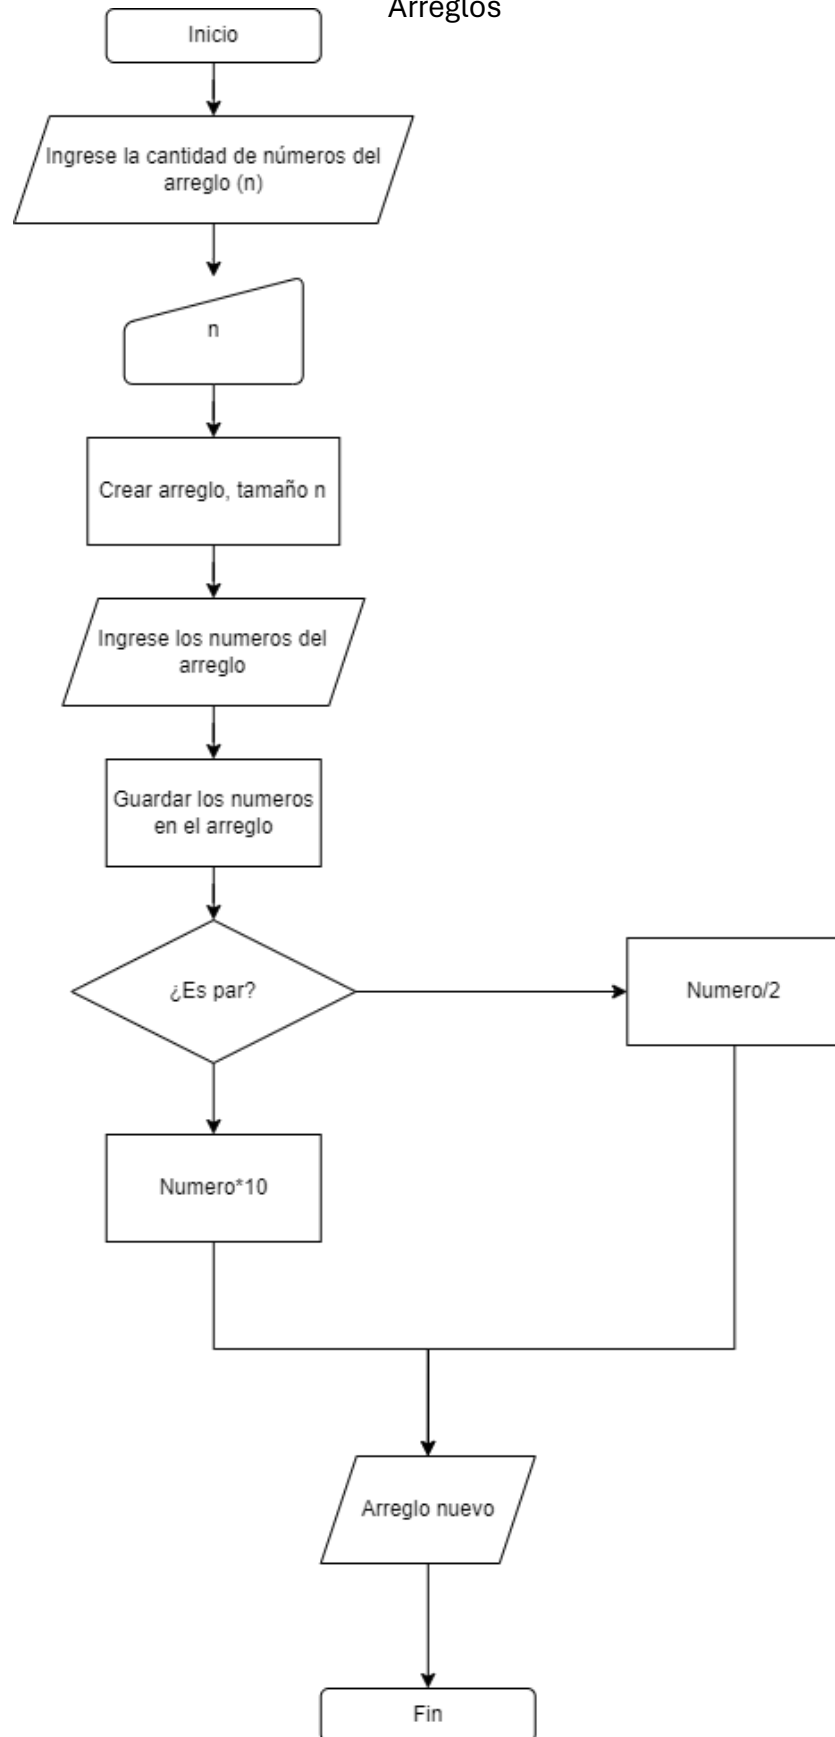 Arreglos
Inicio
Ingrese la cantidad de números del
arreglo (n)
n
Crear arreglo, tamaño n
Ingrese los numeros del
arreglo
Guardar los numeros
en el arreglo
¿Es par?
Numero/2
Numero*10
Arreglo nuevo
Fin